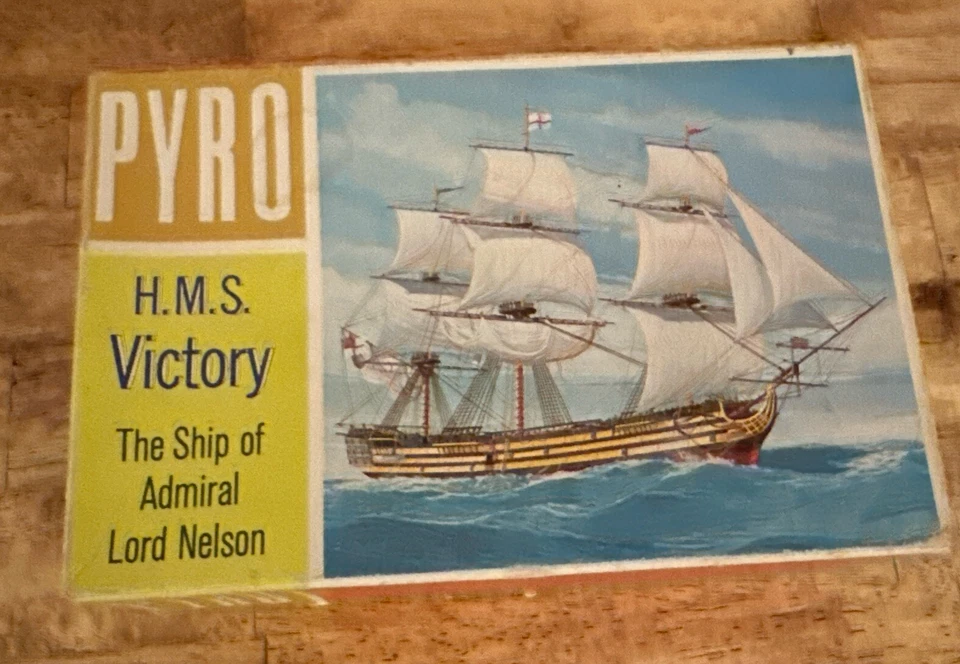 PYRO
H.M.S.
Victory
The Ship of
Admiral
Lord Nelson